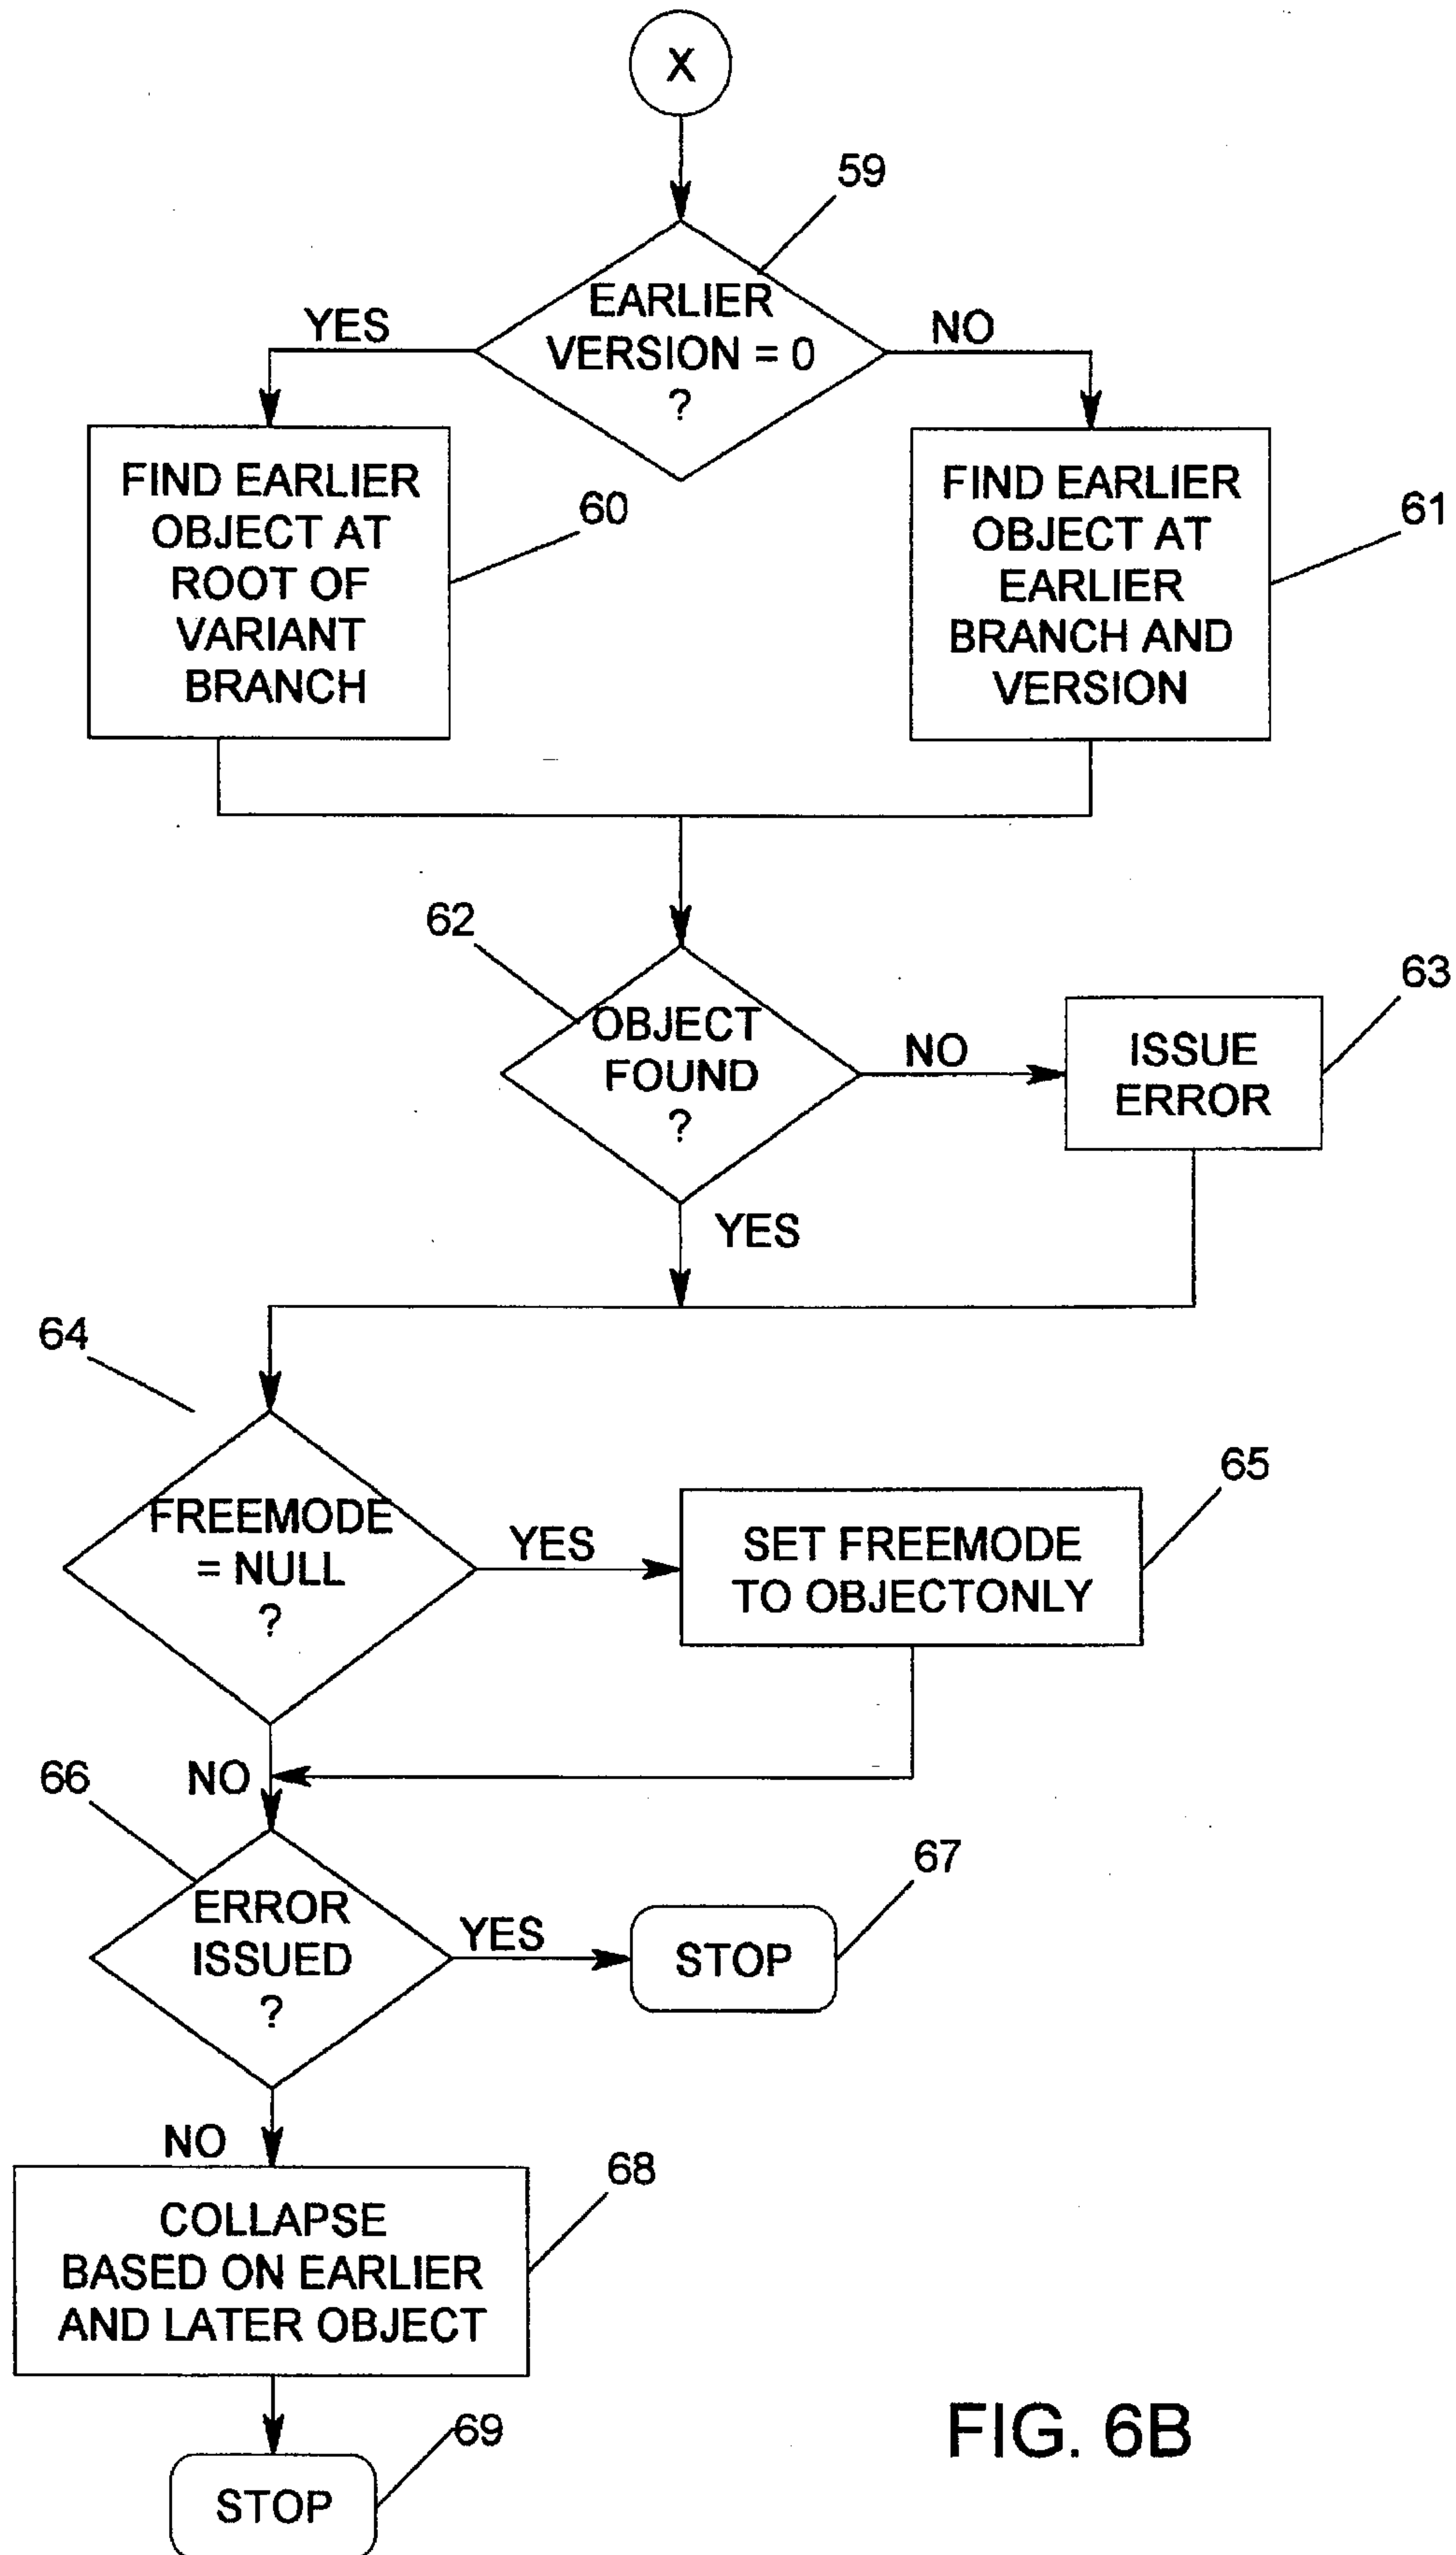 X
59
EARLIER
VERSION = 0
?
YES
NO
FIND EARLIER
OBJECT AT
ROOT OF
VARIANT
BRANCH
60
FIND EARLIER
OBJECT AT
EARLIER
BRANCH AND
VERSION
61
62
OBJECT
FOUND
?
NO
YES
ISSUE
ERROR
63
64
FREEMODE
= NULL
?
YES
NO
SET FREEMODE
TO OBJECTONLY
65
66
ERROR
ISSUED
?
YES
NO
STOP
67
COLLAPSE
BASED ON EARLIER
AND LATER OBJECT
68
STOP
69
FIG. 6B